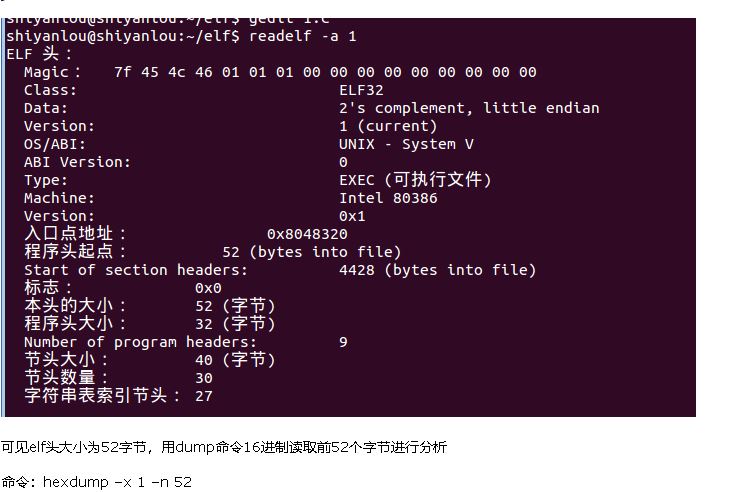 shiyanlou@shiyanlou:~/elf$ gedit 1.c
shiyanlou@shiyanlou:~/elf$ readelf -a 1
ELF 头：
Magic： 7f 45 4c 46 01 01 01 00 00 00 00 00 00 00 00 00
Class: ELF32
Data: 2's complement, little endian
Version: 1 (current)
OS/ABI: UNIX - System V
ABI Version: 0
Type: EXEC (可执行文件)
Machine: Intel 80386
Version: 0x1
入口点地址： 0x8048320
程序头起点： 52 (bytes into file)
Start of section headers: 4428 (bytes into file)
标志： 0x0
本头的大小： 52 (字节)
程序头大小： 32 (字节)
Number of program headers: 9
节头大小： 40 (字节)
节头数量： 30
字符串表索引节头： 27
可见elf头大小为52字节，用dump命令16进制读取前52个字节进行分析
命令：hexdump –x 1 –n 52